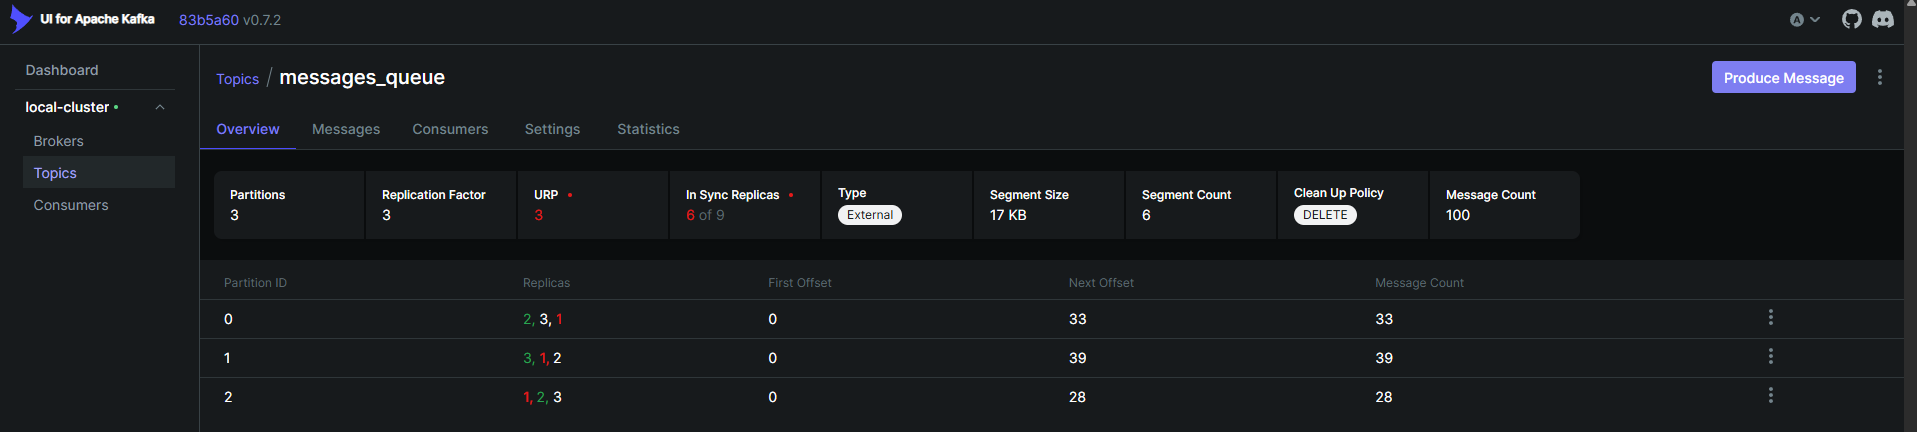 UI for Apache Kafka 83b5a60 v0.7.2 A
Dashboard
local-cluster
Brokers
Topics
Consumers
Topics / messages_queue Produce Message
Overview Messages Consumers Settings Statistics
Partitions Replication Factor URP In Sync Replicas Type Segment Size Segment Count Clean Up Policy Message Count
3 3 3 6 of 9 External 17 KB 6 DELETE 100
Partition ID Replicas First Offset Next Offset Message Count
0 2, 3, 1 0 33 33
1 3, 1, 2 0 39 39
2 1, 2, 3 0 28 28